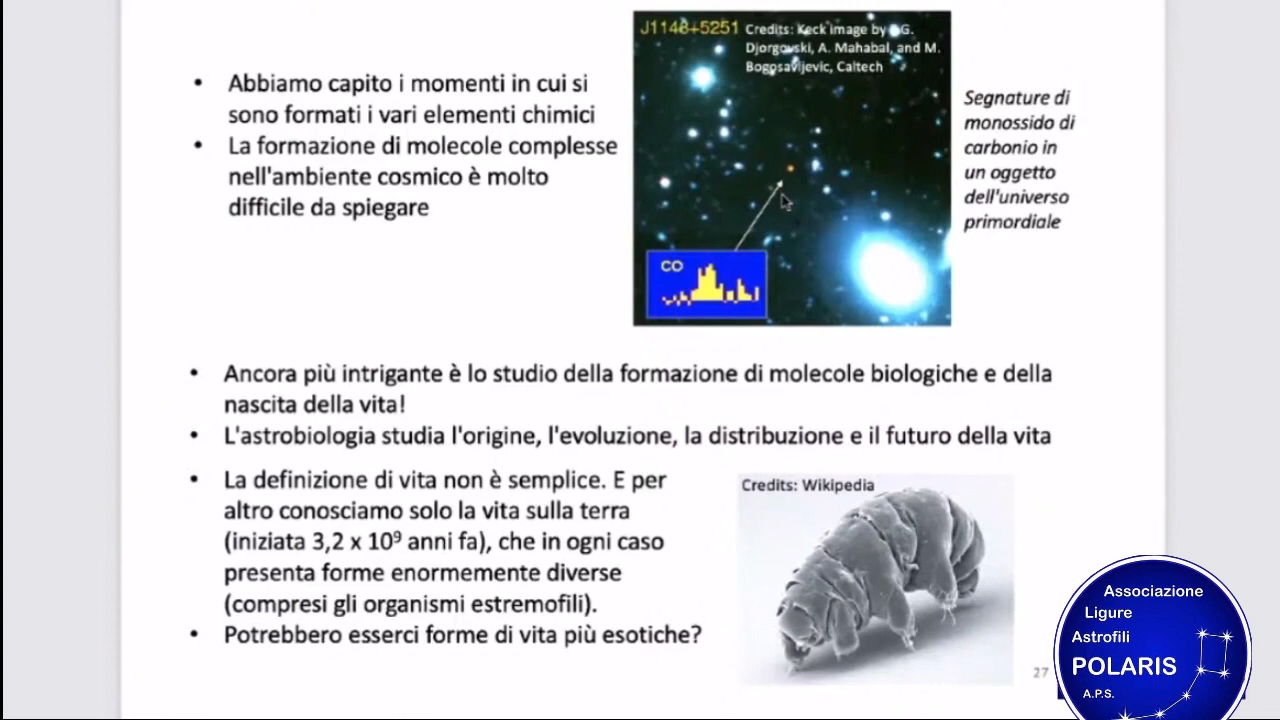 J1148+5251 Credits: Keck image by S.G.
Djorgovski, A. Mahabal, and M.
Bogosavljevic, Caltech
• Abbiamo capito i momenti in cui si
sono formati i vari elementi chimici
• La formazione di molecole complesse
nell'ambiente cosmico è molto
difficile da spiegare
CO
Segnature di
monossido di
carbonio in
un oggetto
dell'universo
primordiale
• Ancora più intrigante è lo studio della formazione di molecole biologiche e della
nascita della vita!
• L'astrobiologia studia l'origine, l'evoluzione, la distribuzione e il futuro della vita
• La definizione di vita non è semplice. E per
altro conosciamo solo la vita sulla terra
(iniziata 3,2 x 10⁹ anni fa), che in ogni caso
presenta forme enormemente diverse
(compresi gli organismi estremofili).
• Potrebbero esserci forme di vita più esotiche?
Credits: Wikipedia
27
Associazione
Ligure
Astrofili
POLARIS
A.P.S.